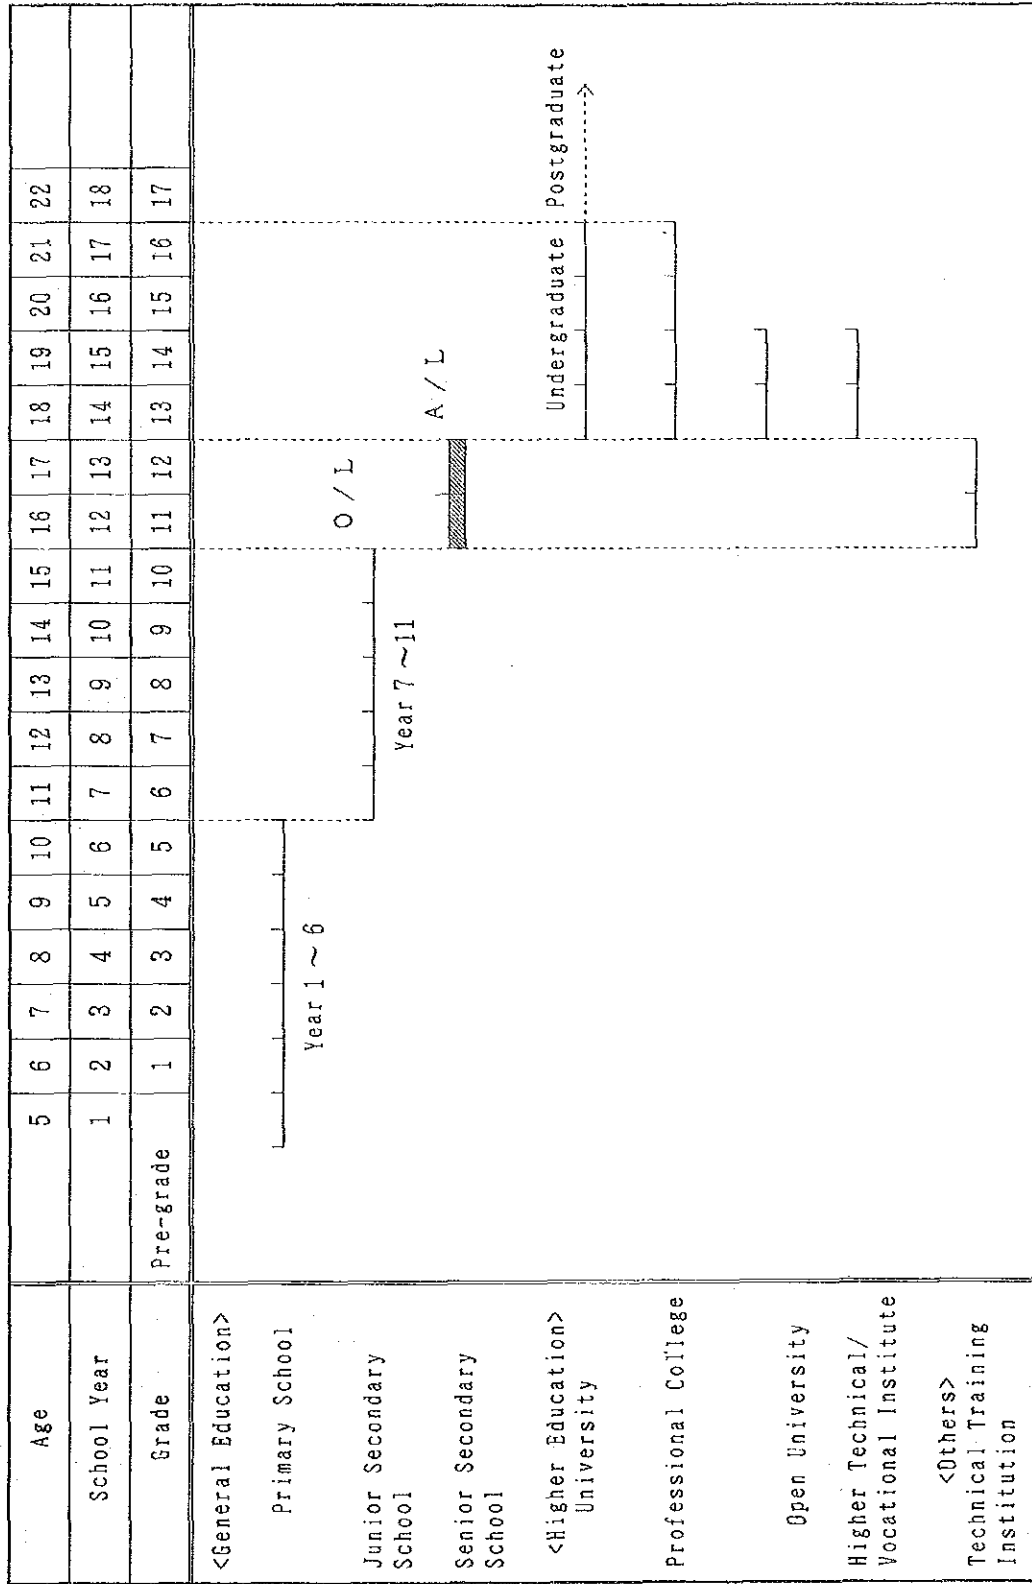 Age 5 6 7 8 9 10 11 12 13 14 15 16 17 18 19 20 21 22
School Year 1 2 3 4 5 6 7 8 9 10 11 12 13 14 15 16 17 18
Grade Pre-grade 1 2 3 4 5 6 7 8 9 10 11 12 13 14 15 16 17
<General Education>
Primary School
Year 1 ~ 6
O / L
Junior Secondary
School
Year 7 ~ 11
A / L
Senior Secondary
School
<Higher Education>
University
Undergraduate Postgraduate
Professional College
Open University
Higher Technical/
Vocational Institute
<Others>
Technical Training
Institution